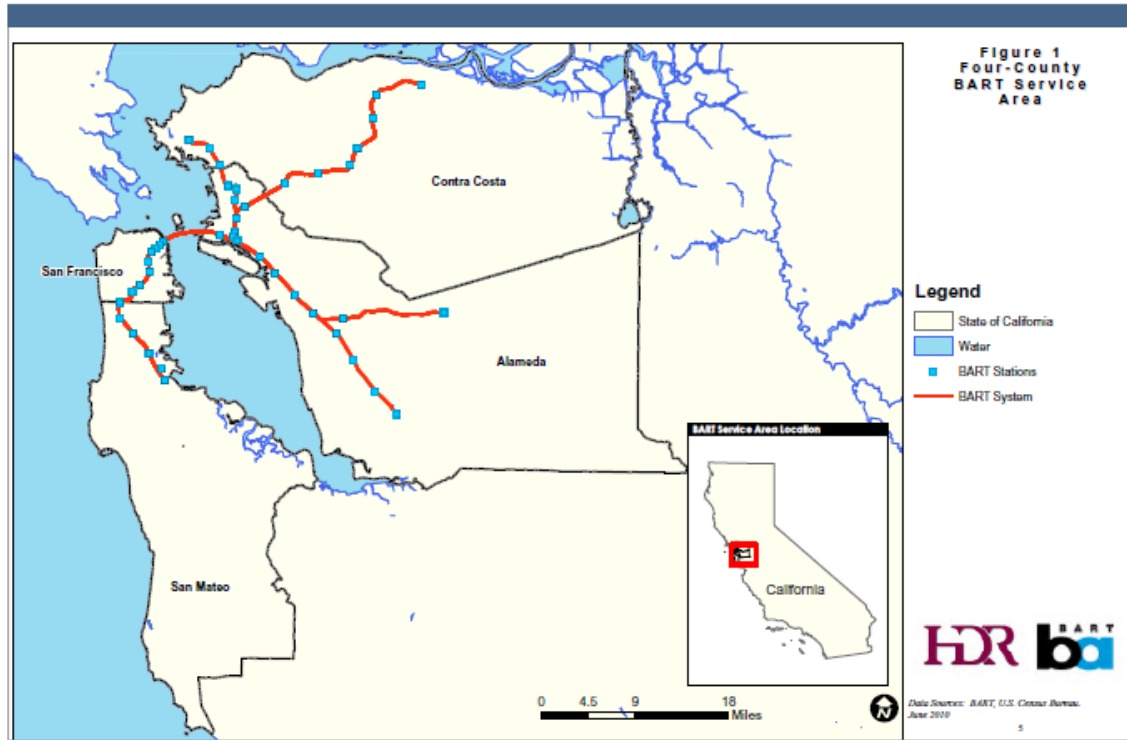 Figure 1
Four-County
BART Service
Area
Contra Costa
San Francisco
Alameda
San Mateo
Legend
State of California
Water
BART Stations
BART System
BART Service Area Location
California
0 4.5 9 18
Miles
N
HDR
BART
ba
Data Sources: BART, U.S. Census Bureau.
June 2010
5